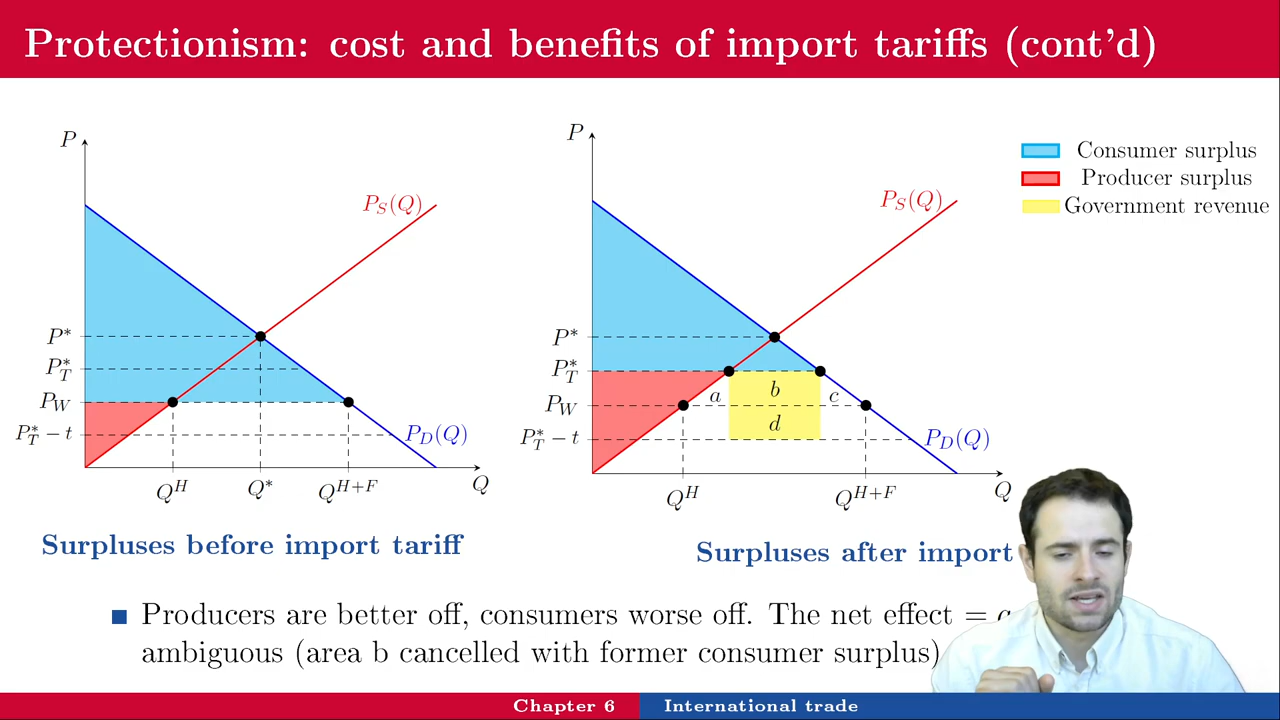 Protectionism: cost and benefits of import tariffs (cont'd)
P
P_S(Q)
P*
P*_T
P_W
P*_T − t
P_D(Q)
Q^H
Q*
Q^{H+F}
Q
Surpluses before import tariff
P
P_S(Q)
P*
P*_T
P_W
P*_T − t
a
b
c
d
P_D(Q)
Q^H
Q^{H+F}
Q
Surpluses after import
Consumer surplus
Producer surplus
Government revenue
Producers are better off, consumers worse off. The net effect =
ambiguous (area b cancelled with former consumer surplus)
Chapter 6
International trade